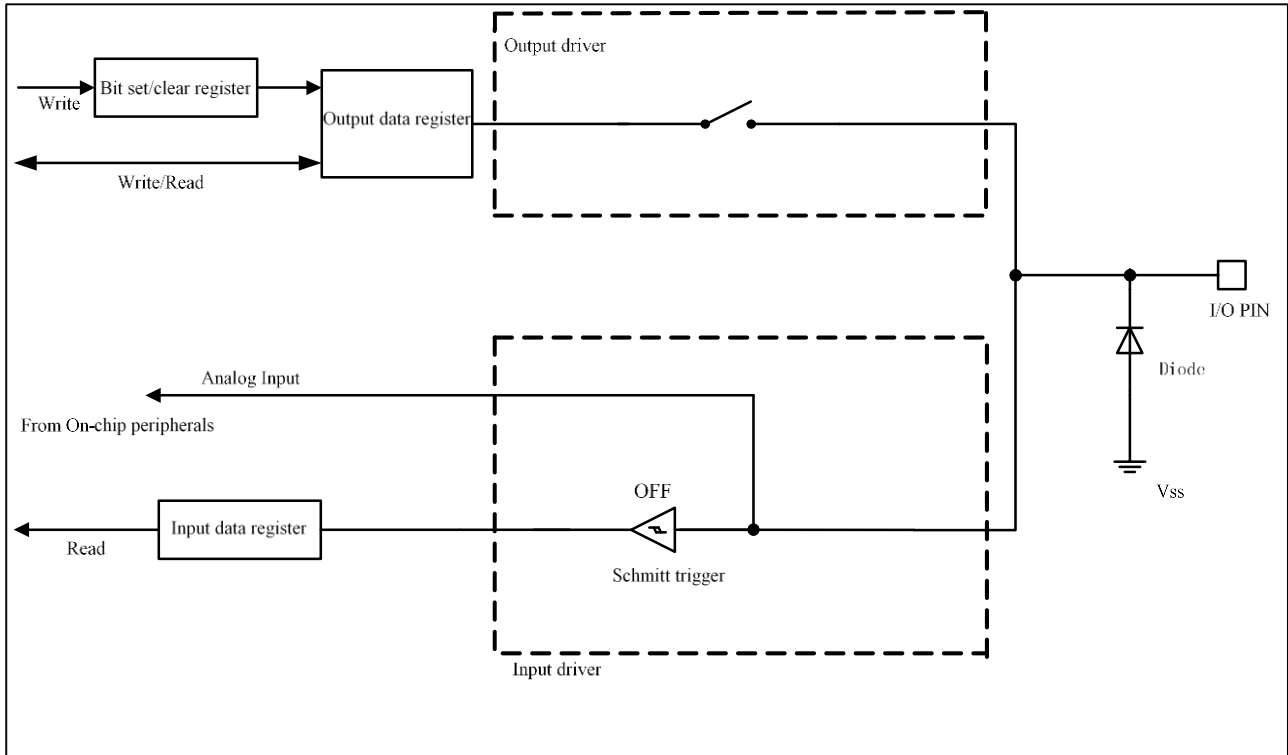 Output driver
Bit set/clear register
Write
Output data register
Write/Read
I/O PIN
Analog Input
Diode
From On-chip peripherals
Vss
OFF
Input data register
Read
Schmitt trigger
Input driver